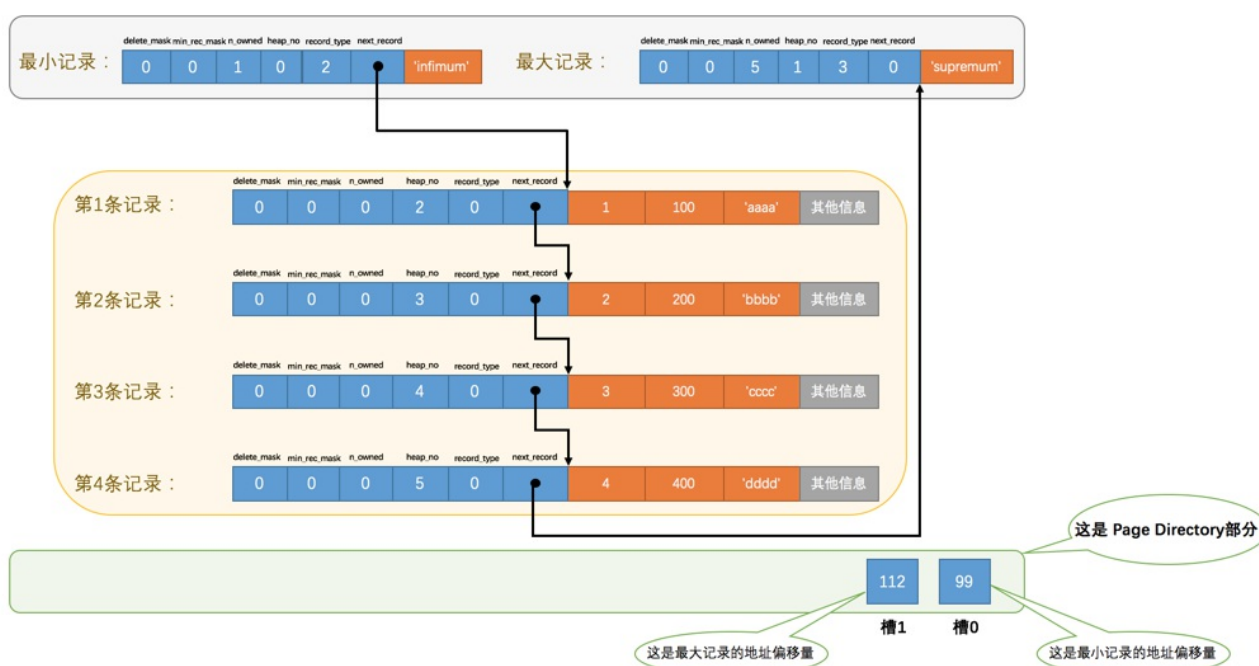 delete_mask min_rec_mask n_owned heap_no record_type next_record
最小记录： 0 0 1 0 2 'infimum'
delete_mask min_rec_mask n_owned heap_no record_type next_record
最大记录： 0 0 5 1 3 0 'supremum'
delete_mask min_rec_mask n_owned heap_no record_type next_record
第1条记录： 0 0 0 2 0 1 100 'aaaa' 其他信息
delete_mask min_rec_mask n_owned heap_no record_type next_record
第2条记录： 0 0 0 3 0 2 200 'bbbb' 其他信息
delete_mask min_rec_mask n_owned heap_no record_type next_record
第3条记录： 0 0 0 4 0 3 300 'cccc' 其他信息
delete_mask min_rec_mask n_owned heap_no record_type next_record
第4条记录： 0 0 0 5 0 4 400 'dddd' 其他信息
这是 Page Directory部分
112 99
槽1 槽0
这是最大记录的地址偏移量
这是最小记录的地址偏移量